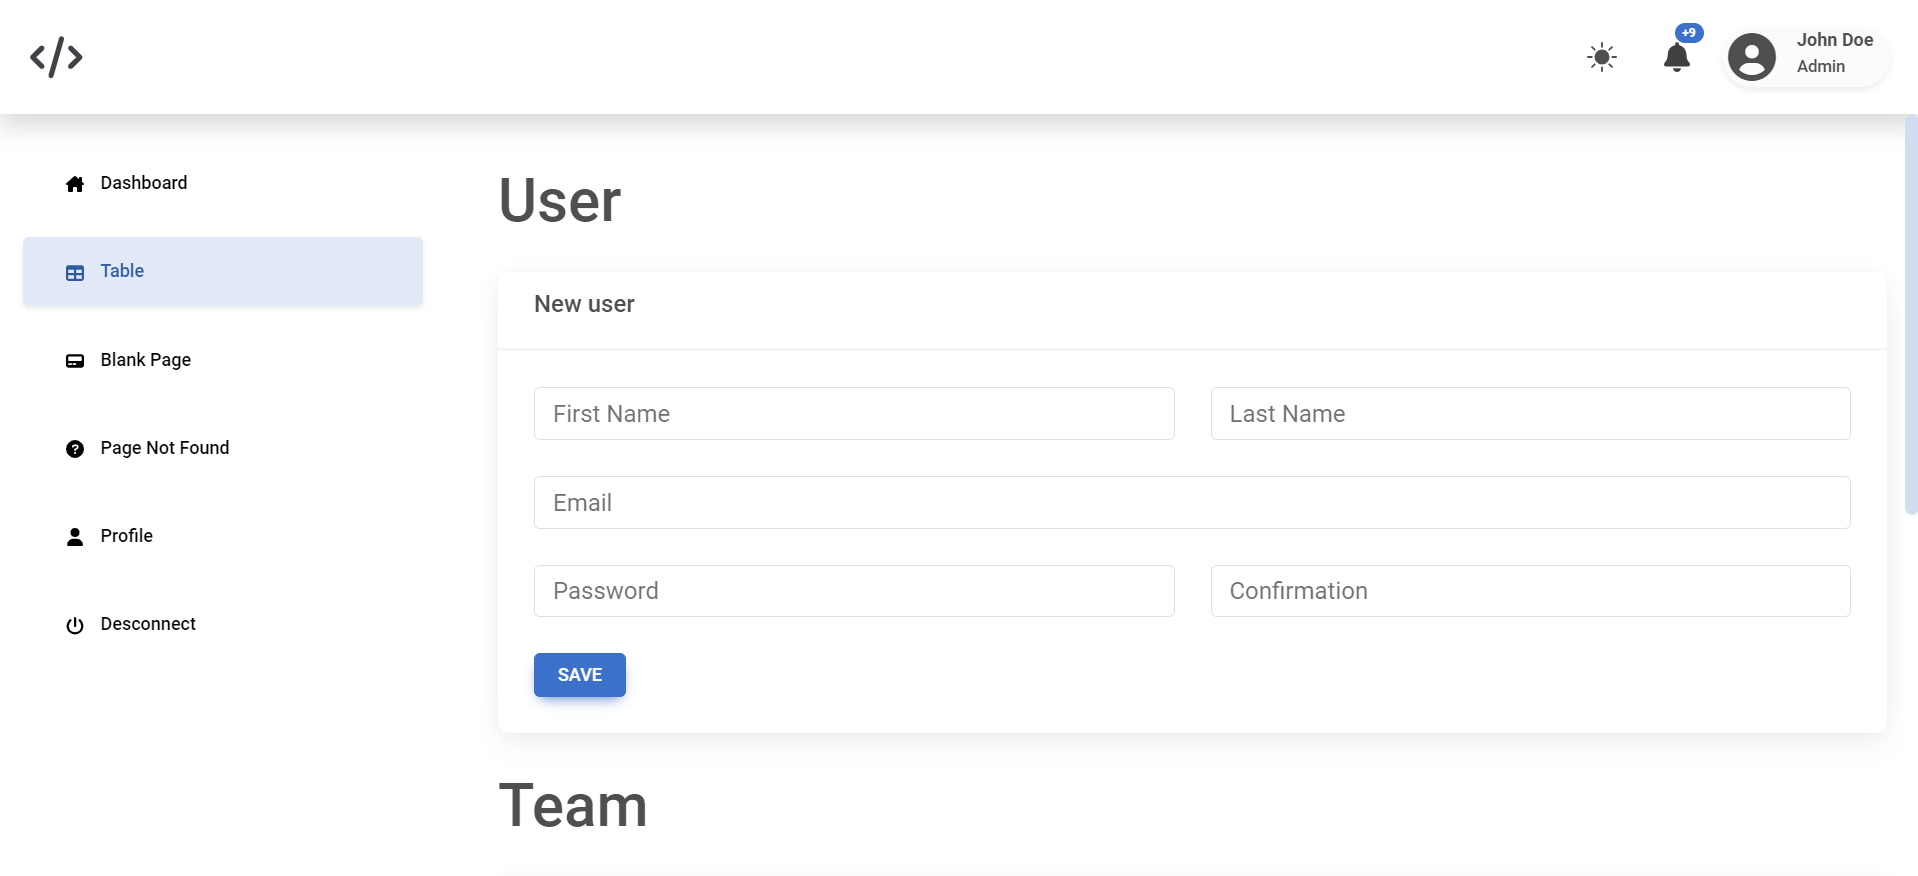 </>
+9
John Doe
Admin
Dashboard
Table
Blank Page
Page Not Found
Profile
Desconnect
User
New user
First Name
Last Name
Email
Password
Confirmation
SAVE
Team